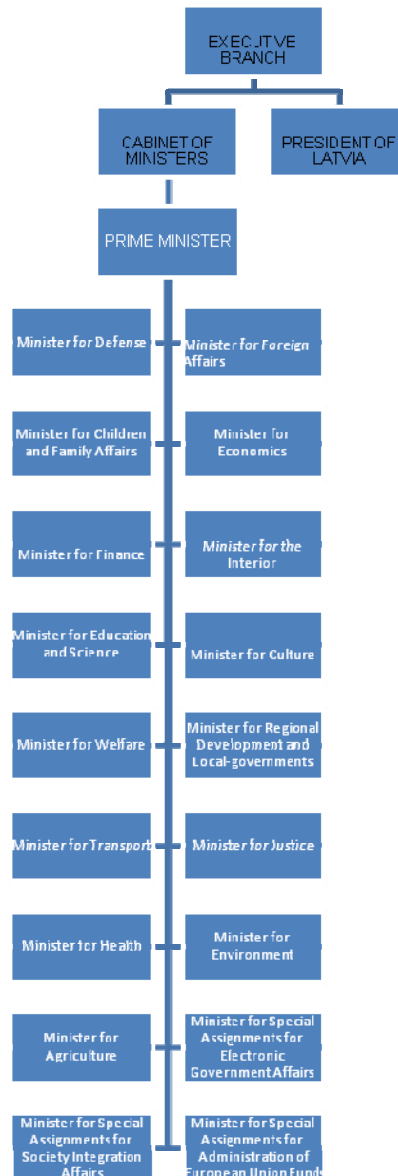 EXECUTIVE
BRANCH
CABINET OF
MINISTERS
PRESIDENT OF
LATVIA
PRIME MINISTER
Minister for Defense
Minister for Foreign
Affairs
Minister for Children
and Family Affairs
Minister for
Economics
Minister for Finance
Minister for the
Interior
Minister for Education
and Science
Minister for Culture
Minister for Welfare
Minister for Regional
Development and
Local-governments
Minister for Transport
Minister for Justice
Minister for Health
Minister for
Environment
Minister for
Agriculture
Minister for Special
Assignments for
Electronic
Government Affairs
Minister for Special
Assignments for
Society Integration
Affairs
Minister for Special
Assignments for
Administration of
European Union Funds